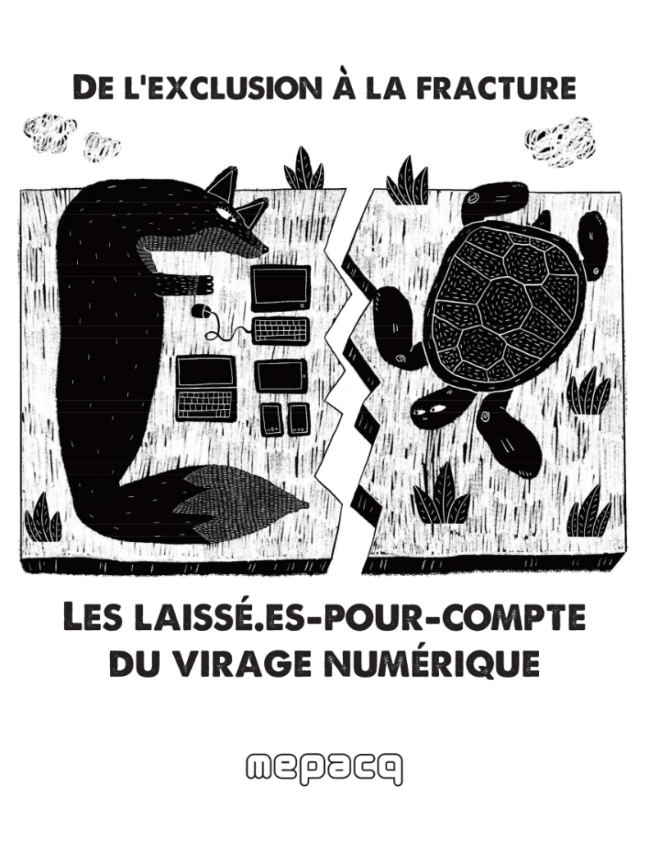 DE L'EXCLUSION À LA FRACTURE
LES LAISSÉ.ES-POUR-COMPTE
DU VIRAGE NUMÉRIQUE
mepacq